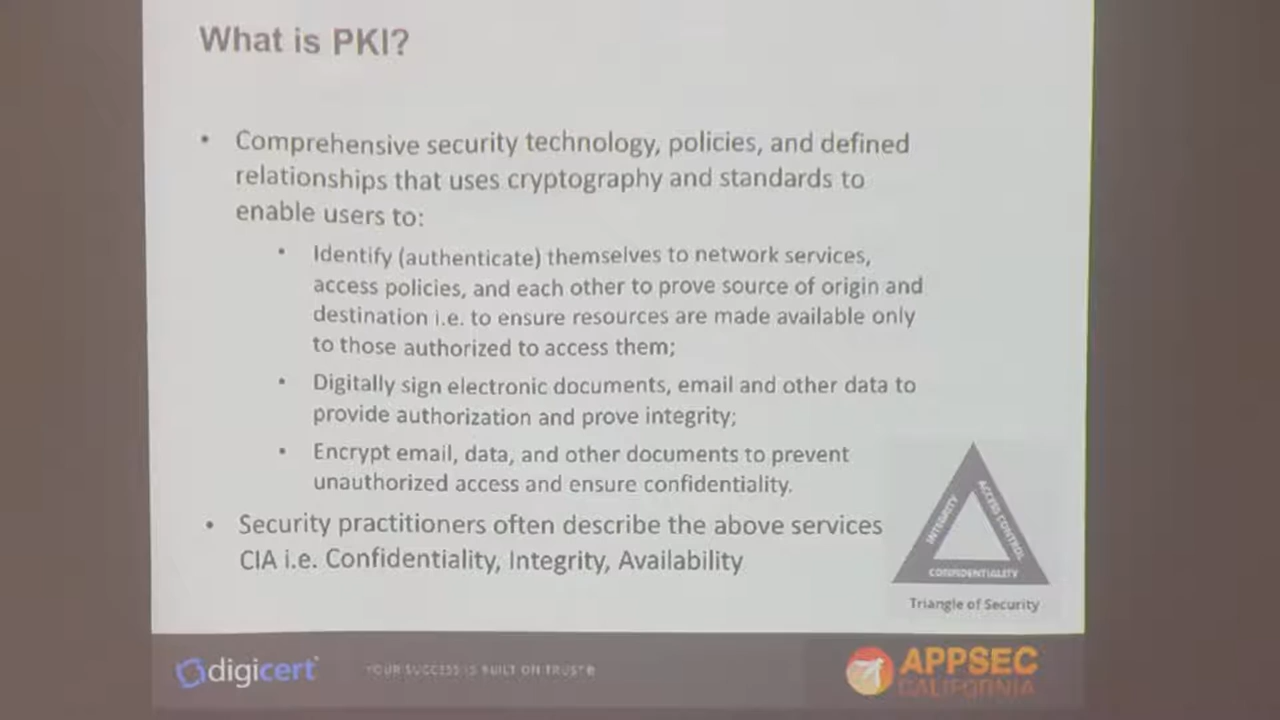 What is PKI?
• Comprehensive security technology, policies, and defined
relationships that uses cryptography and standards to
enable users to:
• Identify (authenticate) themselves to network services,
access policies, and each other to prove source of origin and
destination i.e. to ensure resources are made available only
to those authorized to access them;
• Digitally sign electronic documents, email and other data to
provide authorization and prove integrity;
• Encrypt email, data, and other documents to prevent
unauthorized access and ensure confidentiality.
• Security practitioners often describe the above services
CIA i.e. Confidentiality, Integrity, Availability
INTEGRITY
ACCESS CONTROL
CONFIDENTIALITY
Triangle of Security
digicert
YOUR SUCCESS IS BUILT ON TRUST®
APPSEC
CALIFORNIA